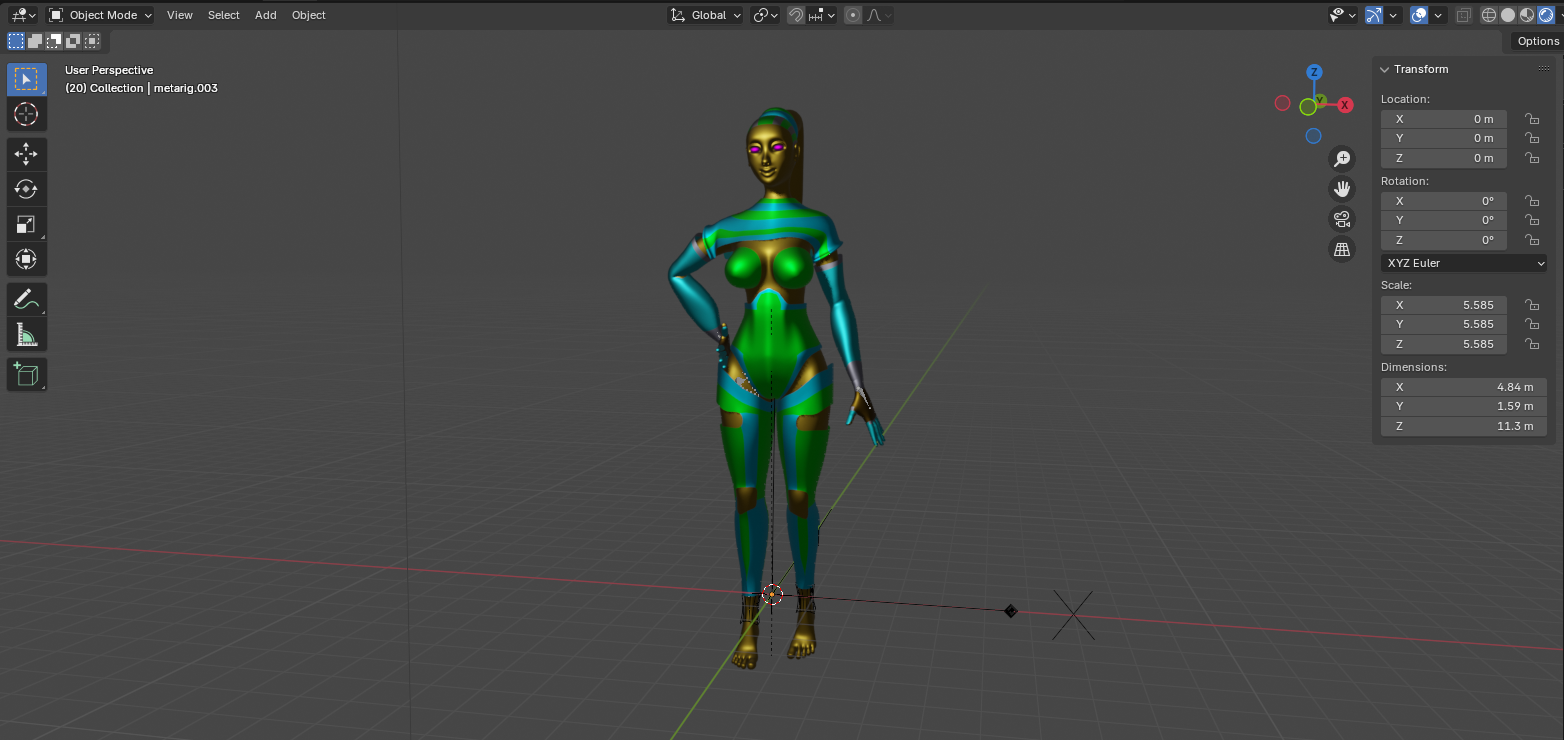 Object Mode View Select Add Object Global
Options
User Perspective
(20) Collection | metarig.003
Z
Y
X
Transform
Location:
X 0 m
Y 0 m
Z 0 m
Rotation:
X 0°
Y 0°
Z 0°
XYZ Euler
Scale:
X 5.585
Y 5.585
Z 5.585
Dimensions:
X 4.84 m
Y 1.59 m
Z 11.3 m